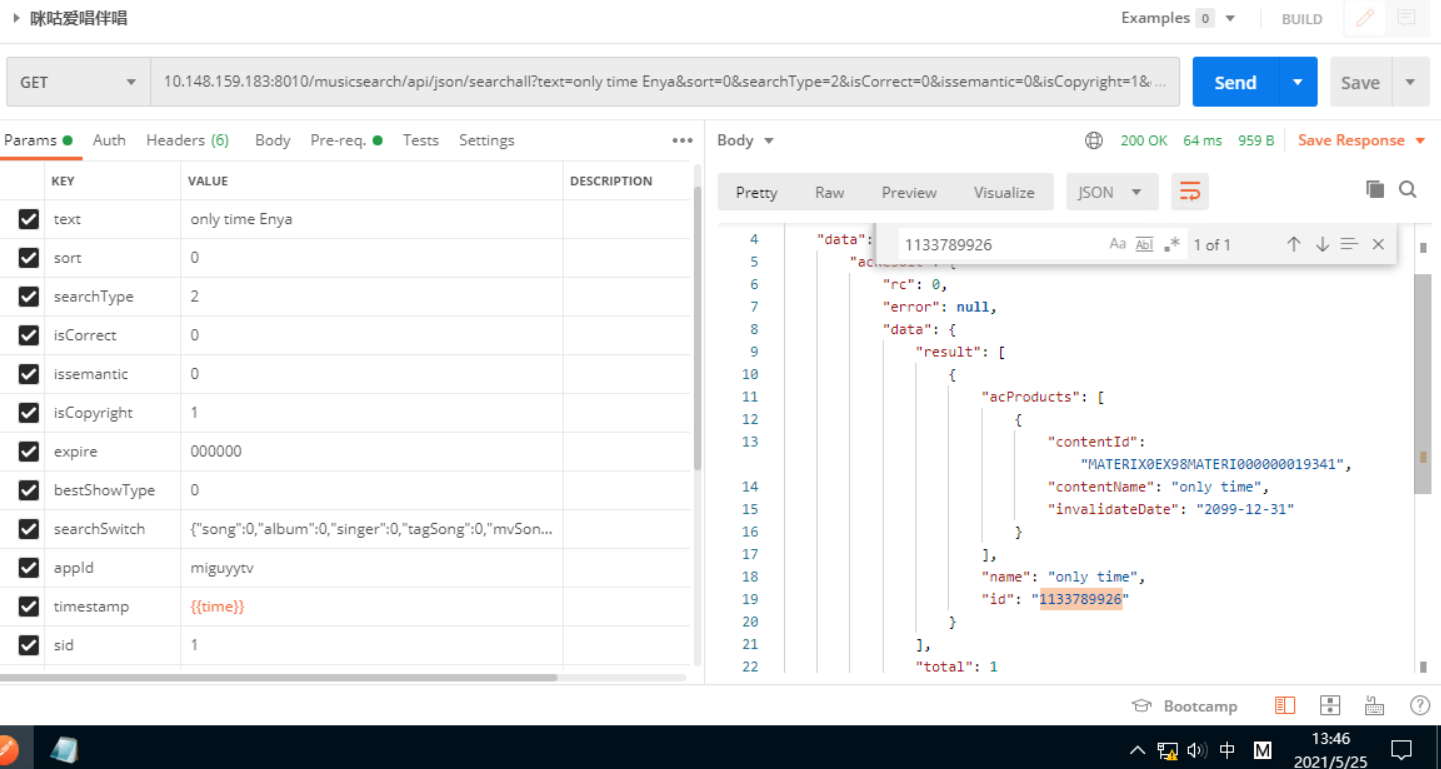 咪咕爱唱伴唱
Examples 0
BUILD
GET
10.148.159.183:8010/musicsearch/api/json/searchall?text=only time Enya&sort=0&searchType=2&isCorrect=0&issemantic=0&isCopyright=1& ...
Send
Save
Params Auth Headers (6) Body Pre-req. Tests Settings
Body 200 OK 64 ms 959 B Save Response
KEY VALUE DESCRIPTION
text only time Enya
sort 0
searchType 2
isCorrect 0
issemantic 0
isCopyright 1
expire 000000
bestShowType 0
searchSwitch {"song":0,"album":0,"singer":0,"tagSong":0,"mvSon...
appId miguyytv
timestamp {{time}}
sid 1
Pretty Raw Preview Visualize JSON
1133789926 Aa Abl .* 1 of 1
4 "data":
5
6 "rc": 0,
7 "error": null,
8 "data": {
9 "result": [
10 {
11 "acProducts": [
12 {
13 "contentId":
"MATERIX0EX98MATERI000000019341",
14 "contentName": "only time",
15 "invalidateDate": "2099-12-31"
16 }
17 ],
18 "name": "only time",
19 "id": "1133789926"
20 }
21 ],
22 "total": 1
Bootcamp
中 M 13:46
2021/5/25